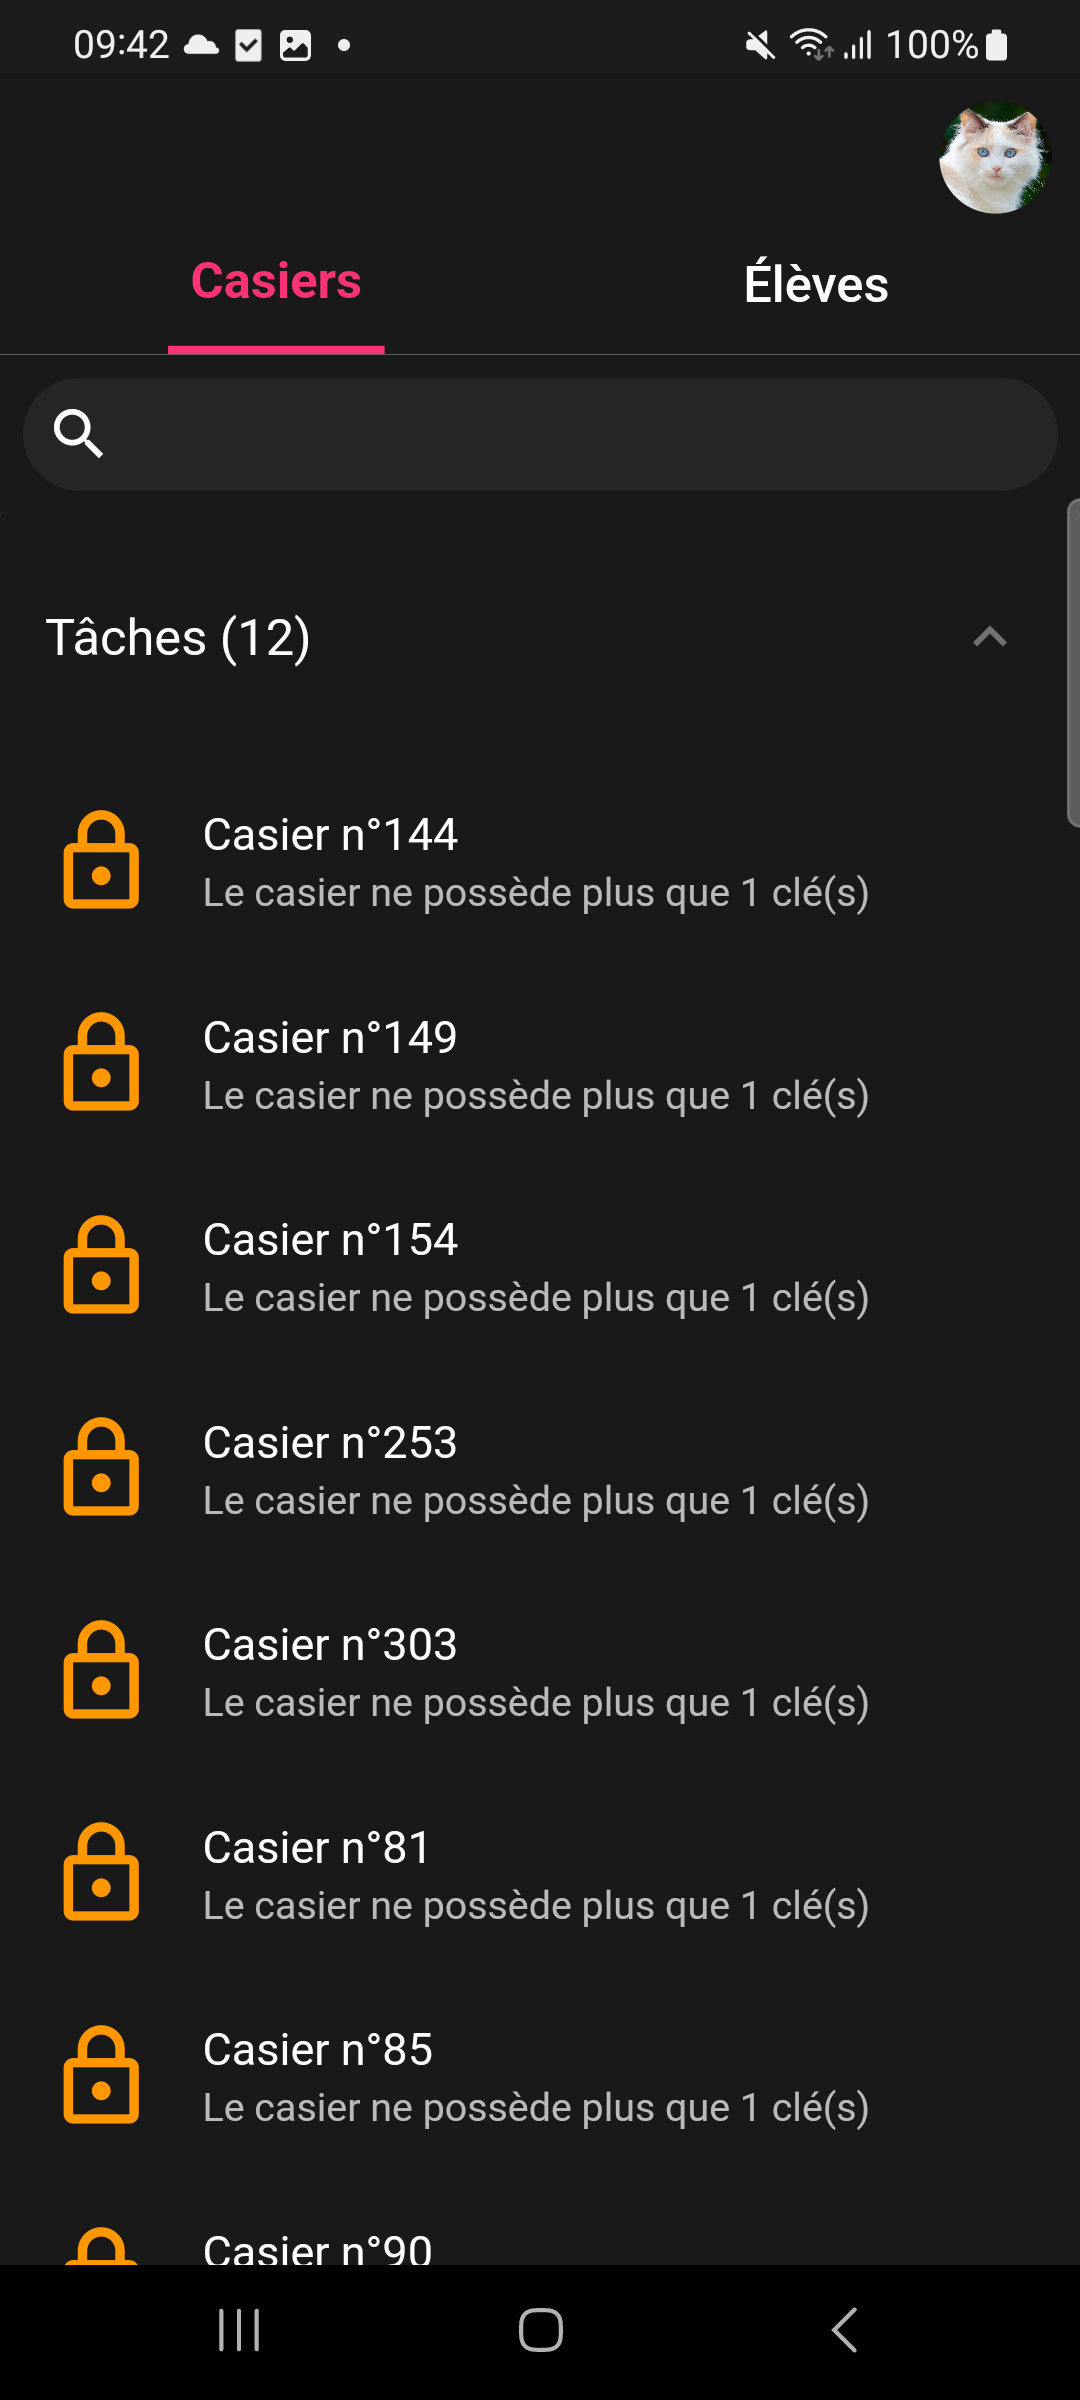 09:42
100%
Casiers
Élèves
Tâches (12)
Casier n°144
Le casier ne possède plus que 1 clé(s)
Casier n°149
Le casier ne possède plus que 1 clé(s)
Casier n°154
Le casier ne possède plus que 1 clé(s)
Casier n°253
Le casier ne possède plus que 1 clé(s)
Casier n°303
Le casier ne possède plus que 1 clé(s)
Casier n°81
Le casier ne possède plus que 1 clé(s)
Casier n°85
Le casier ne possède plus que 1 clé(s)
Casier n°90